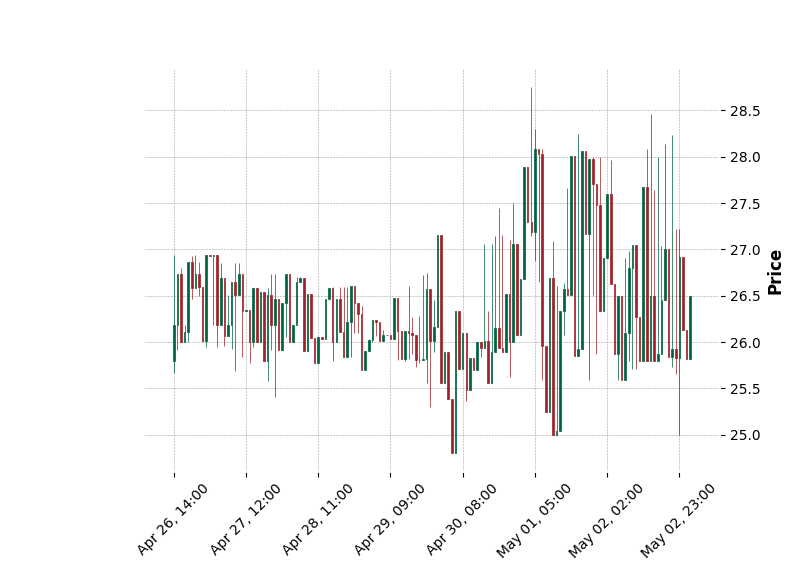 28.5
28.0
27.5
27.0
26.5
26.0
25.5
25.0
Price
Apr 26, 14:00
Apr 27, 12:00
Apr 28, 11:00
Apr 29, 09:00
Apr 30, 08:00
May 01, 05:00
May 02, 02:00
May 02, 23:00